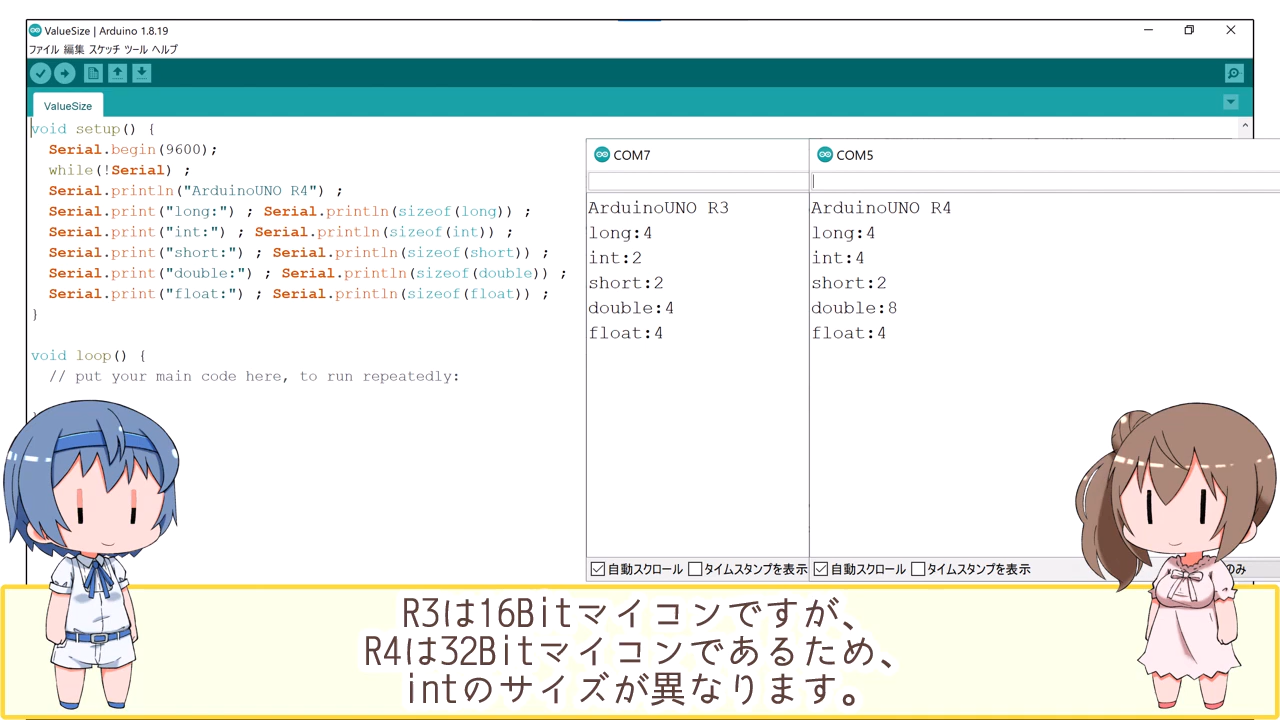 ValueSize | Arduino 1.8.19
ファイル 編集 スケッチ ツール ヘルプ
ValueSize
void setup() {
  Serial.begin(9600);
  while(!Serial) ;
  Serial.println("ArduinoUNO R4") ;
  Serial.print("long:") ; Serial.println(sizeof(long)) ;
  Serial.print("int:") ; Serial.println(sizeof(int)) ;
  Serial.print("short:") ; Serial.println(sizeof(short)) ;
  Serial.print("double:") ; Serial.println(sizeof(double)) ;
  Serial.print("float:") ; Serial.println(sizeof(float)) ;
}
void loop() {
  // put your main code here, to run repeatedly:
COM7
ArduinoUNO R3
long:4
int:2
short:2
double:4
float:4
自動スクロール タイムスタンプを表示
COM5
ArduinoUNO R4
long:4
int:4
short:2
double:8
float:4
自動スクロール タイムスタンプを表示
のみ
R3は16Bitマイコンですが、
R4は32Bitマイコンであるため、
intのサイズが異なります。